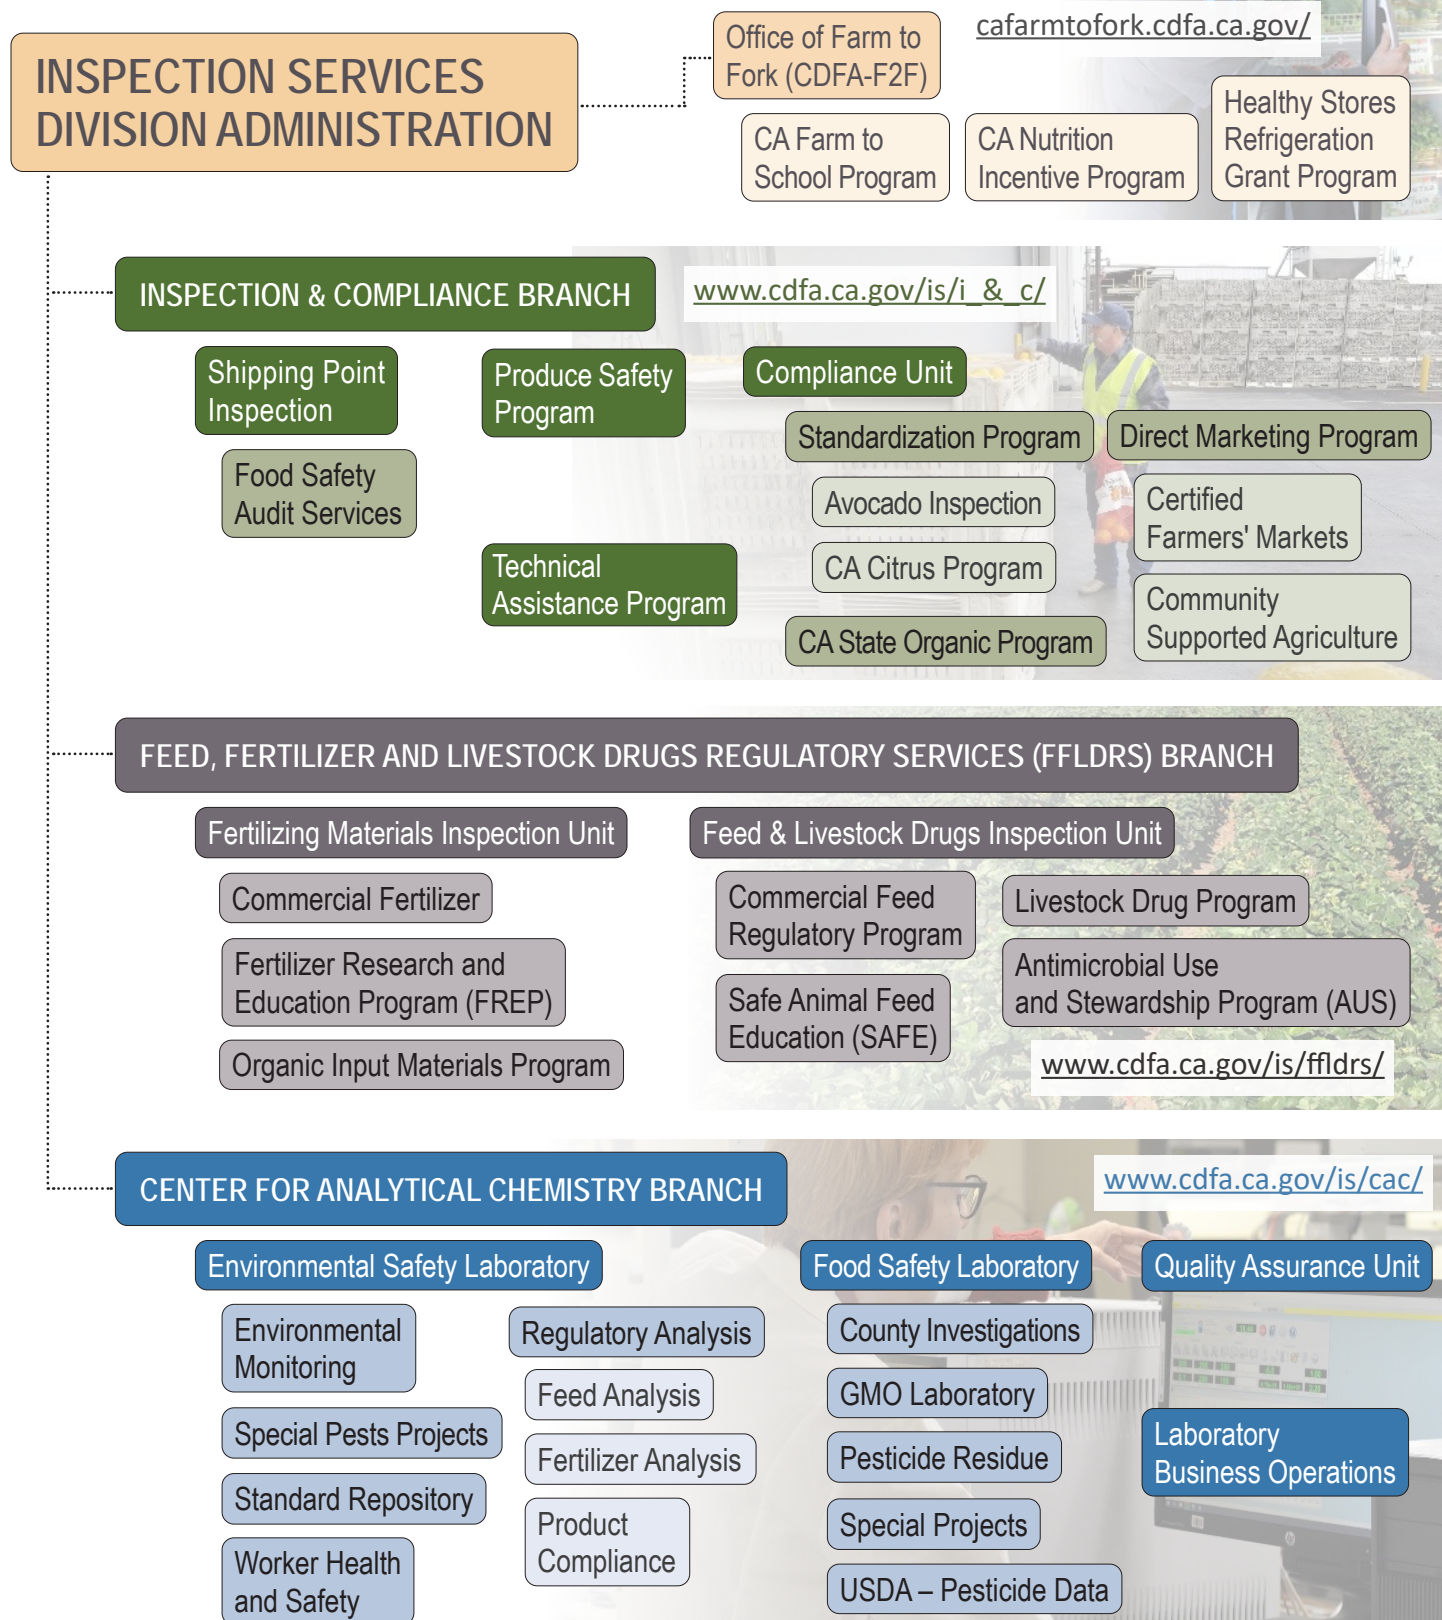 INSPECTION SERVICES
DIVISION ADMINISTRATION
Office of Farm to
Fork (CDFA-F2F)
cafarmtofork.cdfa.ca.gov/
CA Farm to
School Program
CA Nutrition
Incentive Program
Healthy Stores
Refrigeration
Grant Program
INSPECTION & COMPLIANCE BRANCH
www.cdfa.ca.gov/is/i_&_c/
Shipping Point
Inspection
Food Safety
Audit Services
Produce Safety
Program
Technical
Assistance Program
Compliance Unit
Standardization Program
Avocado Inspection
CA Citrus Program
CA State Organic Program
Direct Marketing Program
Certified
Farmers' Markets
Community
Supported Agriculture
FEED, FERTILIZER AND LIVESTOCK DRUGS REGULATORY SERVICES (FFLDRS) BRANCH
Fertilizing Materials Inspection Unit
Commercial Fertilizer
Fertilizer Research and
Education Program (FREP)
Organic Input Materials Program
Feed & Livestock Drugs Inspection Unit
Commercial Feed
Regulatory Program
Safe Animal Feed
Education (SAFE)
Livestock Drug Program
Antimicrobial Use
and Stewardship Program (AUS)
www.cdfa.ca.gov/is/ffldrs/
CENTER FOR ANALYTICAL CHEMISTRY BRANCH
www.cdfa.ca.gov/is/cac/
Environmental Safety Laboratory
Environmental
Monitoring
Special Pests Projects
Standard Repository
Worker Health
and Safety
Regulatory Analysis
Feed Analysis
Fertilizer Analysis
Product
Compliance
Food Safety Laboratory
County Investigations
GMO Laboratory
Pesticide Residue
Special Projects
USDA – Pesticide Data
Quality Assurance Unit
Laboratory
Business Operations